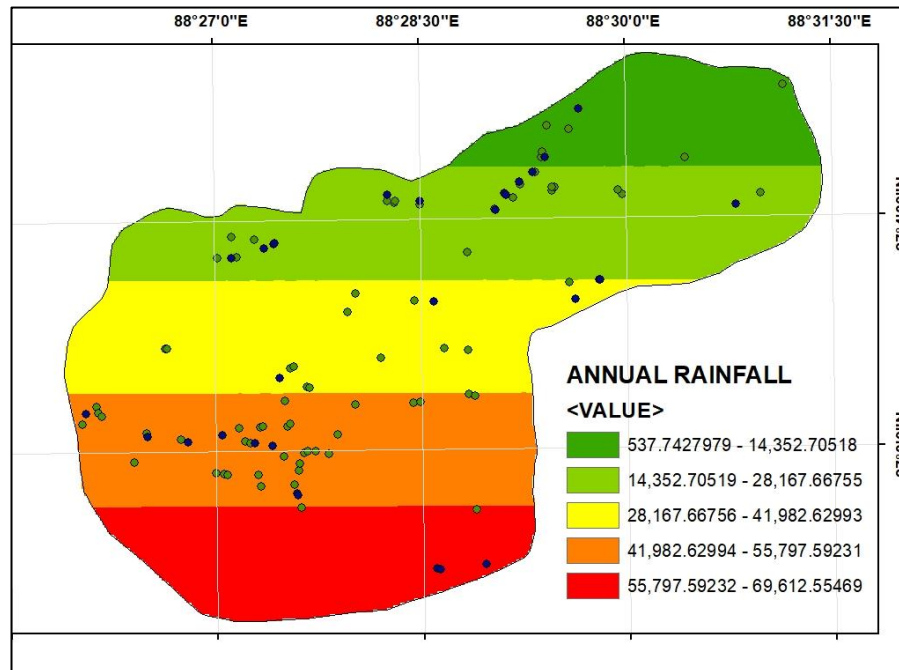 88°27'0"E 88°28'30"E 88°30'0"E 88°31'30"E
ANNUAL RAINFALL
<VALUE>
537.7427979 - 14,352.70518
14,352.70519 - 28,167.66755
28,167.66756 - 41,982.62993
41,982.62994 - 55,797.59231
55,797.59232 - 69,612.55469